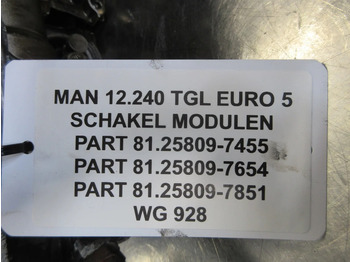 MAN 12.240 TGL EURO 5
SCHAKEL MODULEN
PART 81.25809-7455
PART 81.25809-7654
PART 81.25809-7851
WG 928